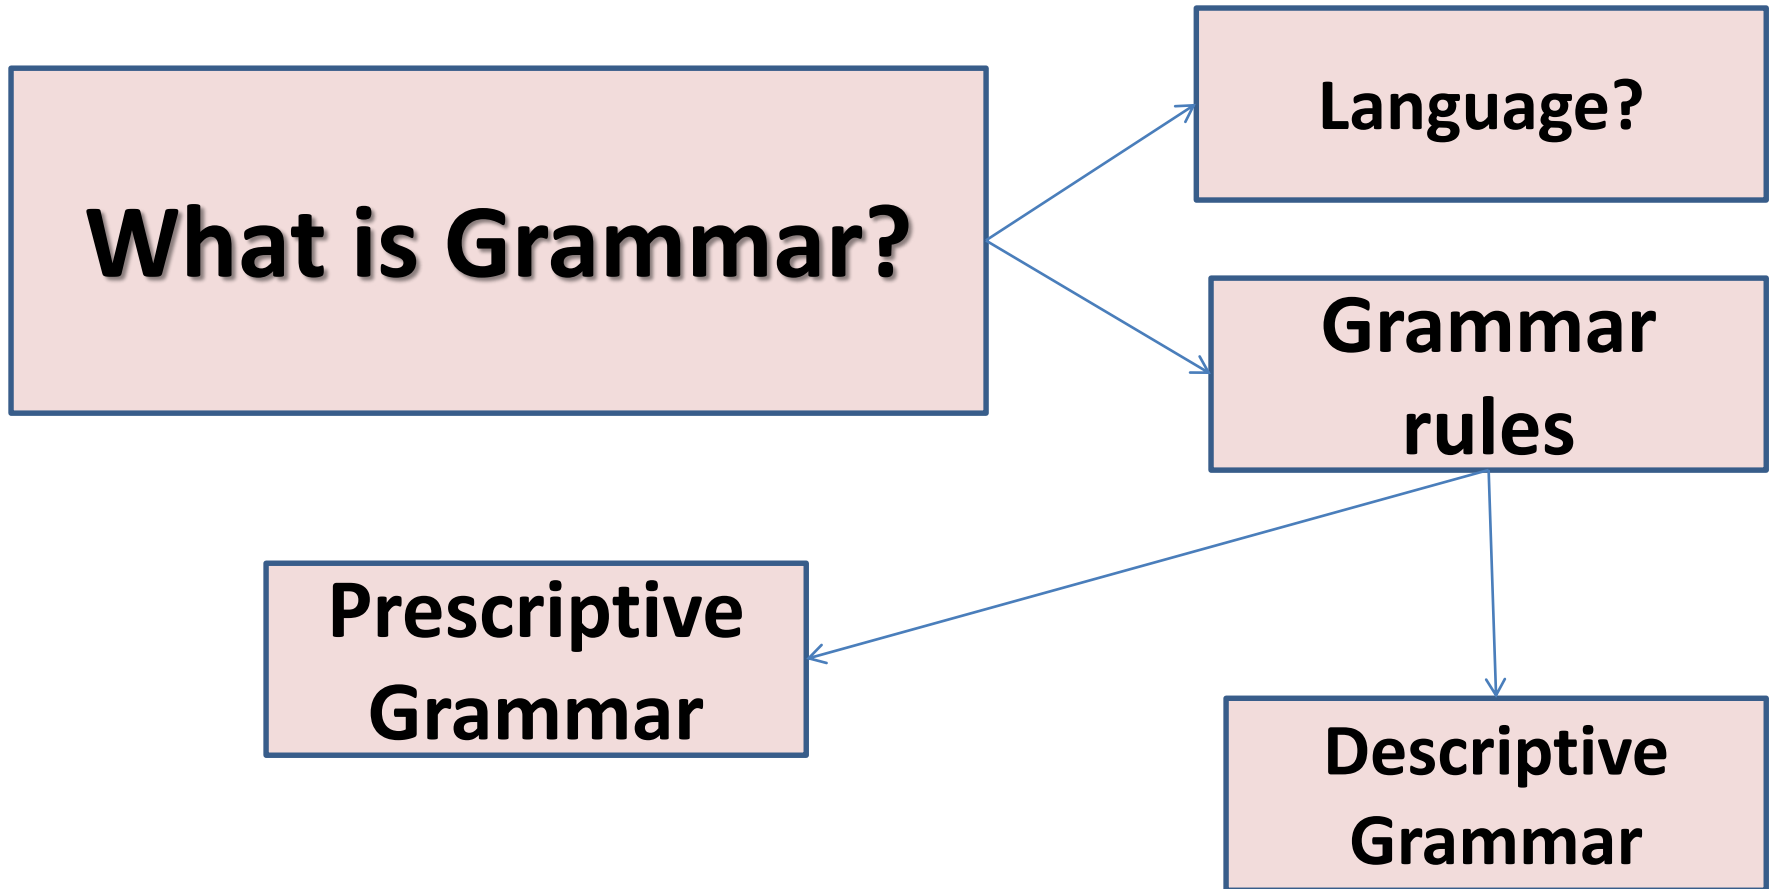 Language?
What is Grammar?
Grammar
rules
Prescriptive
Grammar
Descriptive
Grammar